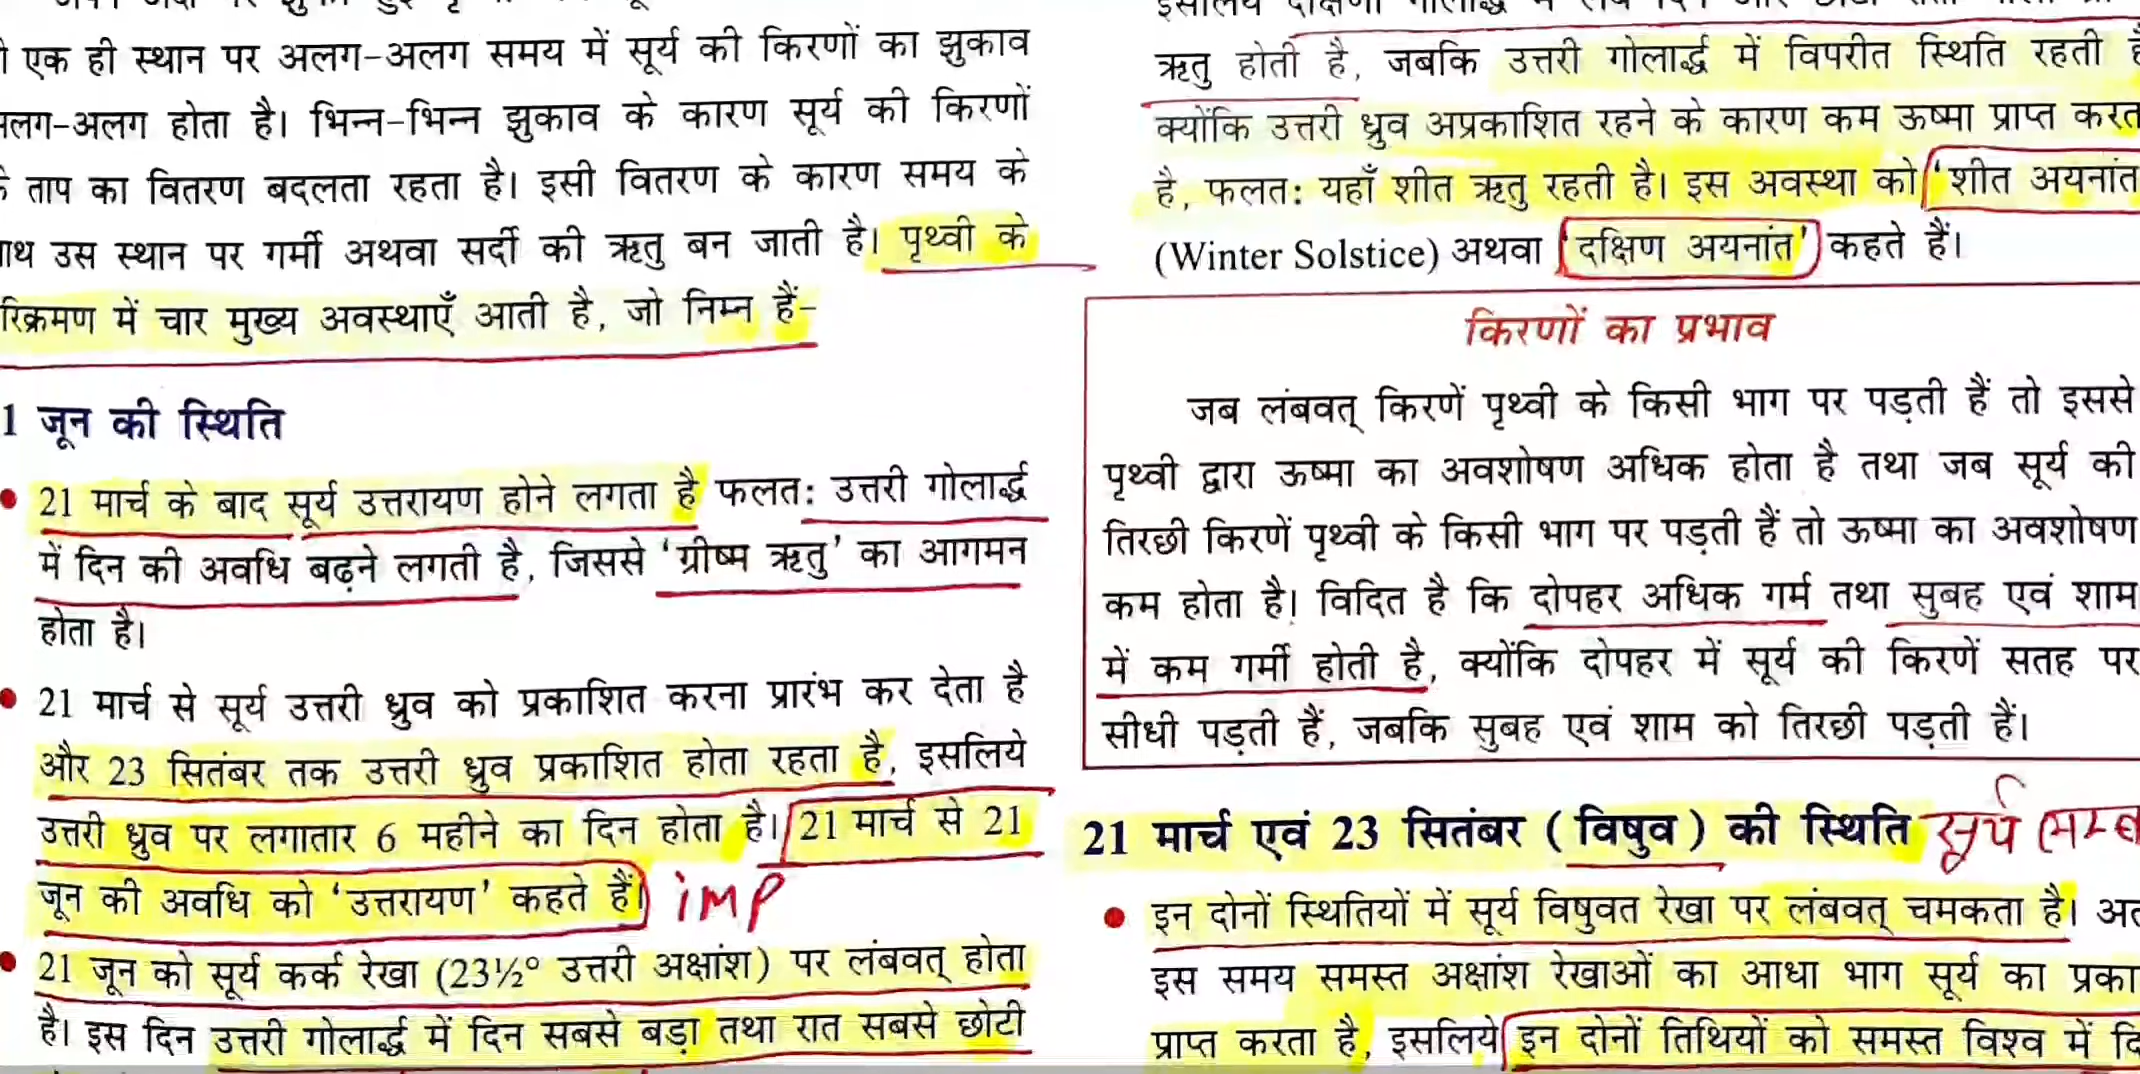 एक ही स्थान पर अलग-अलग समय में सूर्य की किरणों का झुकाव
होता है। भिन्न-भिन्न झुकाव के कारण सूर्य की किरणों
ताप का वितरण बदलता रहता है। इसी वितरण के कारण समय के
उस स्थान पर गर्मी अथवा सर्दी की ऋतु बन जाती है। पृथ्वी के
में चार मुख्य अवस्थाएँ आती है, जो निम्न हैं-
1 जून की स्थिति
• 21 मार्च के बाद सूर्य उत्तरायण होने लगता है फलतः उत्तरी गोलार्द्ध
में दिन की अवधि बढ़ने लगती है, जिससे ‘ग्रीष्म ऋतु’ का आगमन
होता है।
• 21 मार्च से सूर्य उत्तरी ध्रुव को प्रकाशित करना प्रारंभ कर देता है
और 23 सितंबर तक उत्तरी ध्रुव प्रकाशित होता रहता है, इसलिये
उत्तरी ध्रुव पर लगातार 6 महीने का दिन होता है। 21 मार्च से 21
जून की अवधि को ‘उत्तरायण’ कहते हैं। imp
• 21 जून को सूर्य कर्क रेखा (23½° उत्तरी अक्षांश) पर लंबवत् होता
है। इस दिन उत्तरी गोलार्द्ध में दिन सबसे बड़ा तथा रात सबसे छोटी
ऋतु होती है, जबकि उत्तरी गोलार्द्ध में विपरीत स्थिति रहती
क्योंकि उत्तरी ध्रुव अप्रकाशित रहने के कारण कम ऊष्मा प्राप्त करत
है, फलतः यहाँ शीत ऋतु रहती है। इस अवस्था को ‘शीत अयनांत
(Winter Solstice) अथवा ‘दक्षिण अयनांत’ कहते हैं।
किरणों का प्रभाव
जब लंबवत् किरणें पृथ्वी के किसी भाग पर पड़ती हैं तो इससे
पृथ्वी द्वारा ऊष्मा का अवशोषण अधिक होता है तथा जब सूर्य की
तिरछी किरणें पृथ्वी के किसी भाग पर पड़ती हैं तो ऊष्मा का अवशोषण
कम होता है। विदित है कि दोपहर अधिक गर्म तथा सुबह एवं शाम
में कम गर्मी होती है, क्योंकि दोपहर में सूर्य की किरणें सतह पर
सीधी पड़ती हैं, जबकि सुबह एवं शाम को तिरछी पड़ती हैं।
21 मार्च एवं 23 सितंबर (विषुव) की स्थिति सूर्य
• इन दोनों स्थितियों में सूर्य विषुवत रेखा पर लंबवत् चमकता है।
इस समय समस्त अक्षांश रेखाओं का आधा भाग सूर्य का प्रका
प्राप्त करता है, इसलिये इन दोनों तिथियों को समस्त विश्व में दि